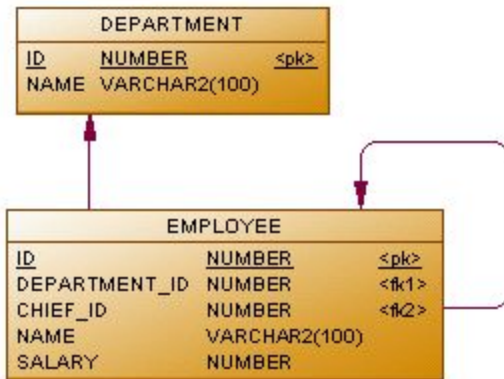 DEPARTMENT
ID NUMBER <pk>
NAME VARCHAR2(100)
EMPLOYEE
ID NUMBER <pk>
DEPARTMENT_ID NUMBER <fk1>
CHIEF_ID NUMBER <fk2>
NAME VARCHAR2(100)
SALARY NUMBER